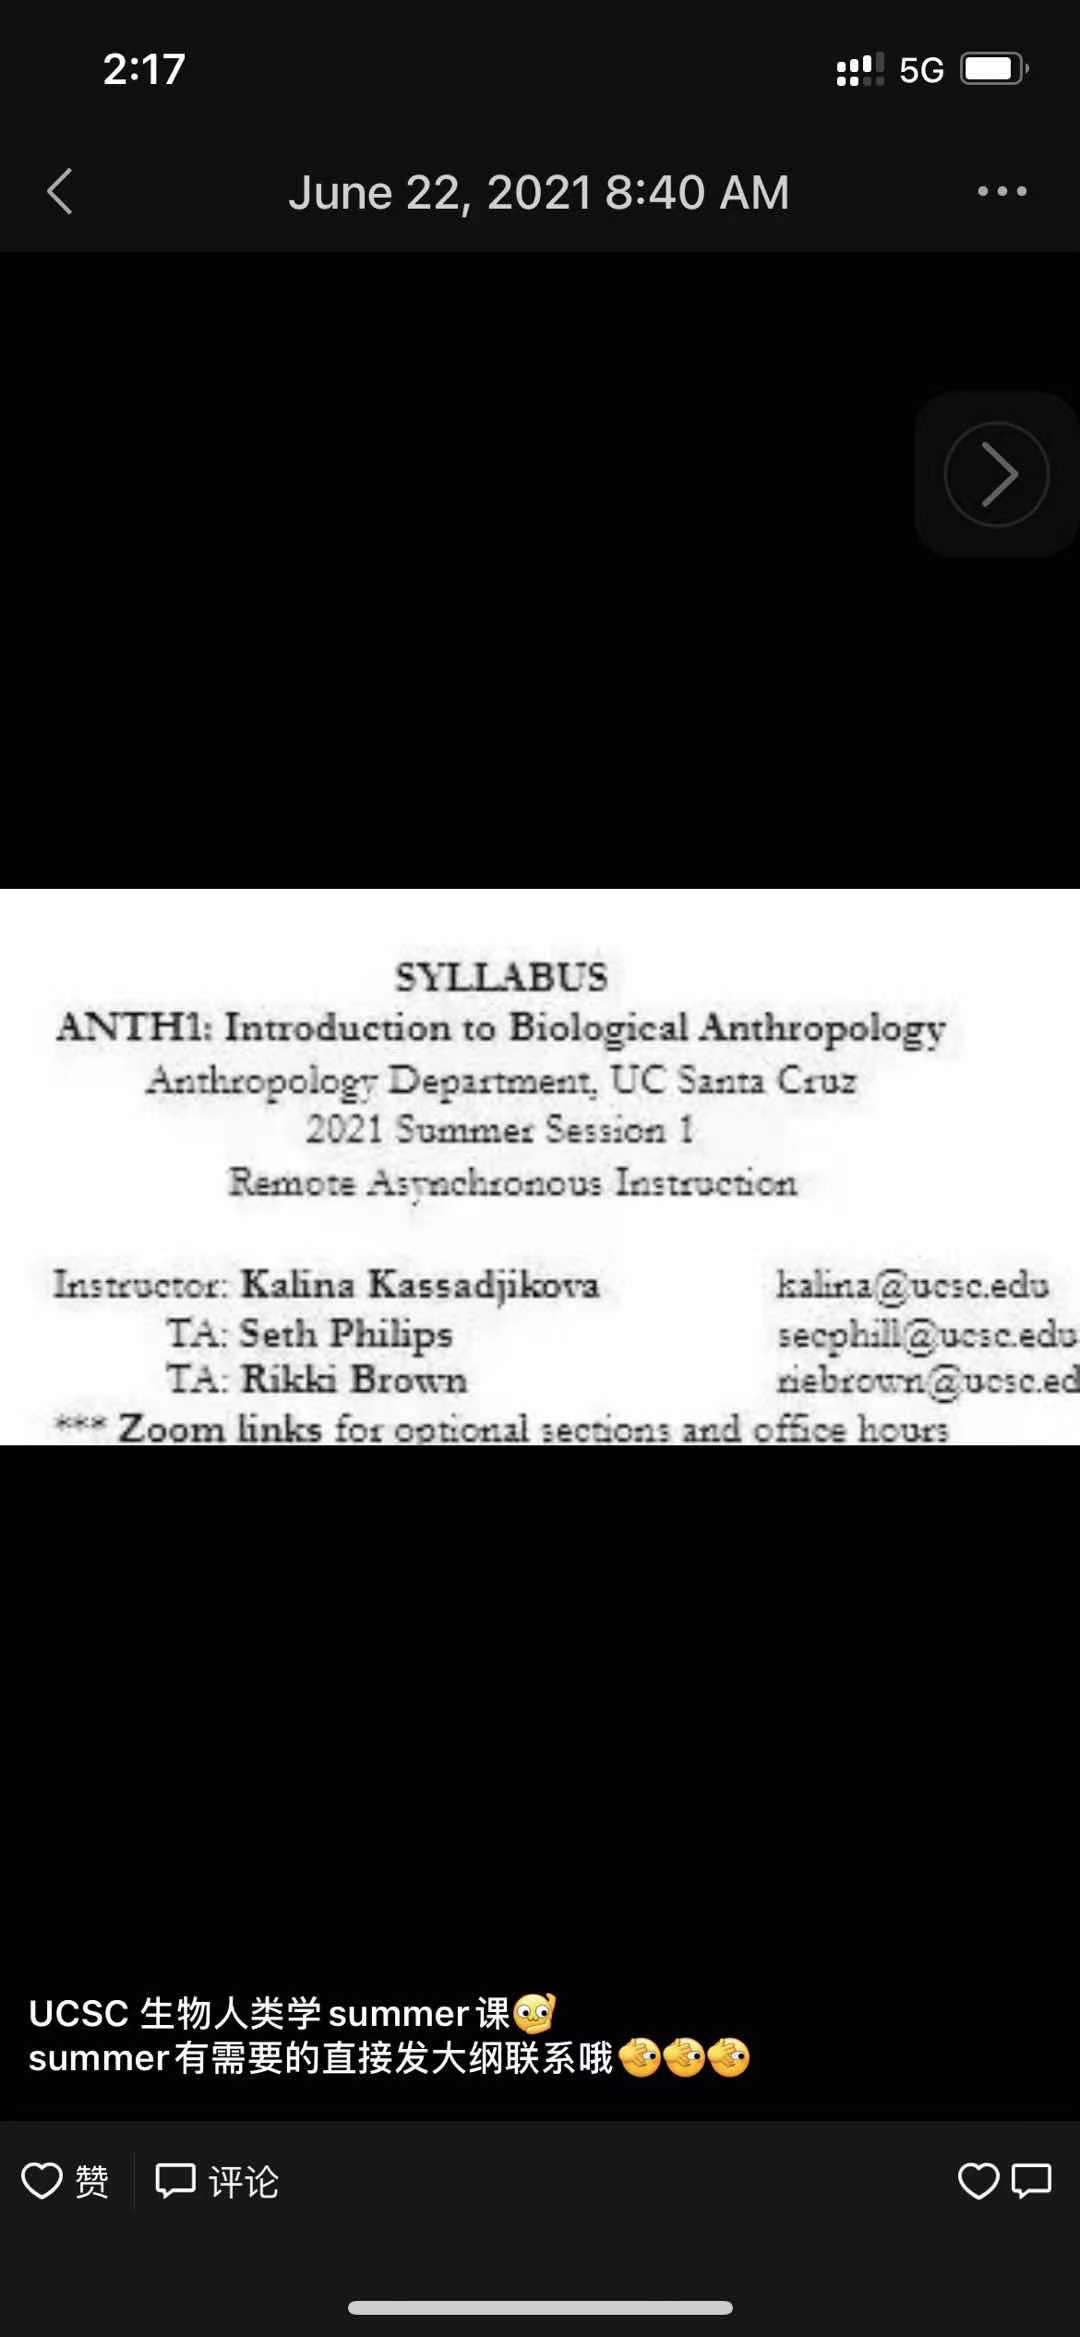 2:17
5G
June 22, 2021 8:40 AM
SYLLABUS
ANTH1: Introduction to Biological Anthropology
Anthropology Department, UC Santa Cruz
2021 Summer Session 1
Remote Asynchronous Instruction
Instructor: Kalina Kassadjikova kalina@ucsc.edu
TA: Seth Philips secphill@ucsc.edu
TA: Rikki Brown riebrown@ucsc.ed
*** Zoom links for optional sections and office hours
UCSC 生物人类学summer课
summer有需要的直接发大纲联系哦
赞 评论